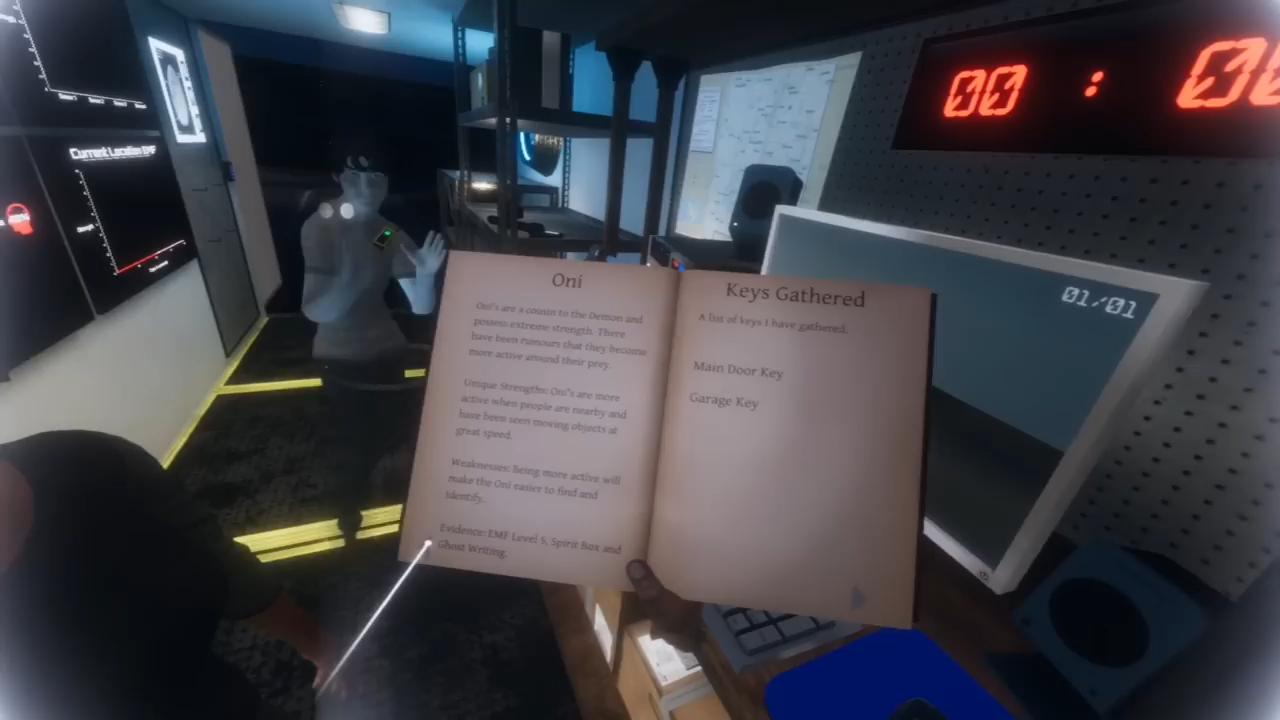 Current Location EMF
00 : 00
01/01
Oni
Oni's are a cousin to the Demon and
possess extreme strength. There
have been rumours that they become
more active around their prey.
Unique Strengths: Oni's are more
active when people are nearby and
have been seen moving objects at
great speed.
Weaknesses: Being more active will
make the Oni easier to find and
identify.
Evidence: EMF Level 5, Spirit Box and
Ghost Writing.
Keys Gathered
A list of keys I have gathered.
Main Door Key
Garage Key